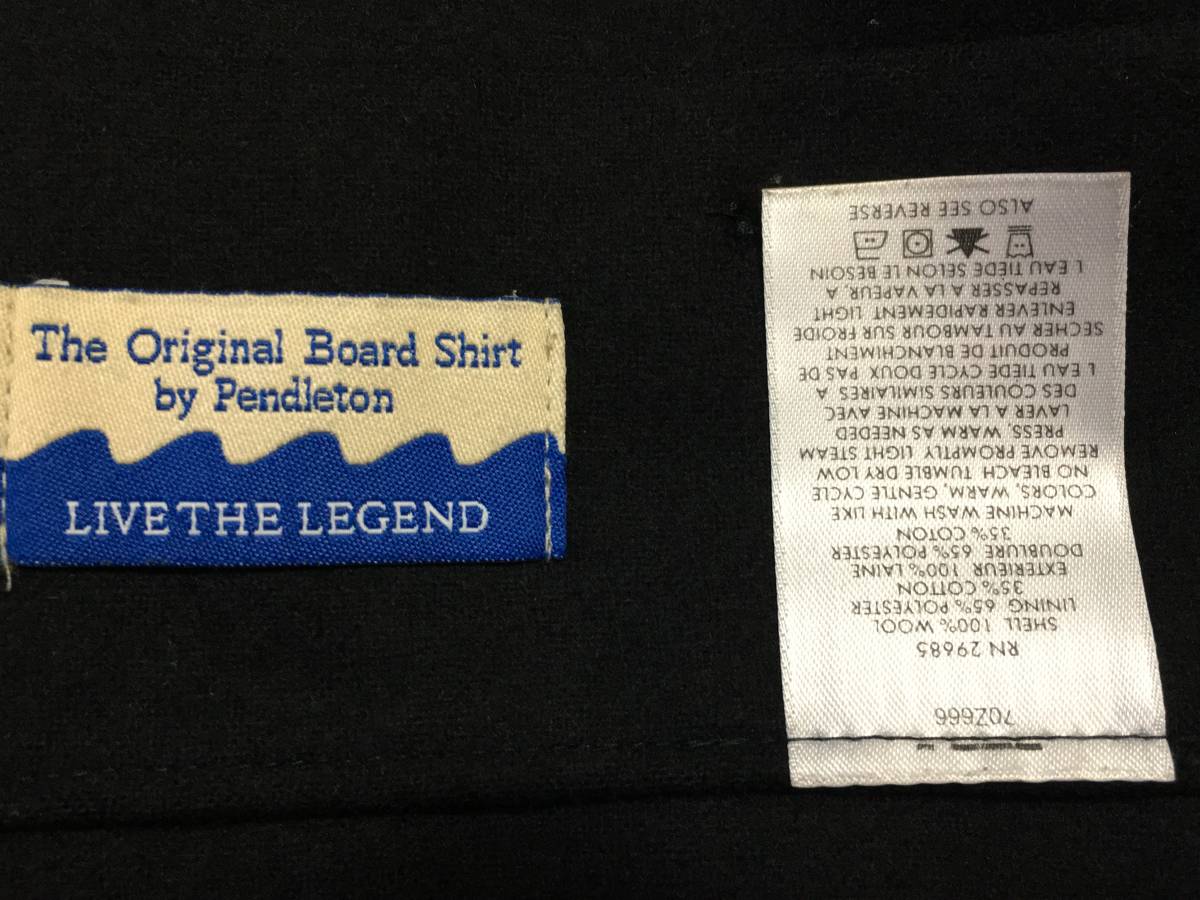 The Original Board Shirt
by Pendleton
LIVE THE LEGEND
70Z666
RN 29685
SHELL 100% WOOL
LINING 65% POLYESTER
35% COTTON
EXTERIEUR 100% LAINE
DOUBLURE 65% POLYESTER
35% COTON
MACHINE WASH WITH LIKE
COLORS, WARM, GENTLE CYCLE
NO BLEACH TUMBLE DRY LOW
REMOVE PROMPTLY LIGHT STEAM
PRESS, WARM AS NEEDED
LAVER A LA MACHINE AVEC
DES COULEURS SIMILAIRES A
L EAU TIEDE CYCLE DOUX PAS DE
PRODUIT DE BLANCHIMENT
SECHER AU TAMBOUR SUR FROIDE
ENLEVER RAPIDEMENT LIGHT
REPASSER A LA VAPEUR, A
L EAU TIEDE SELON LE BESOIN
ALSO SEE REVERSE